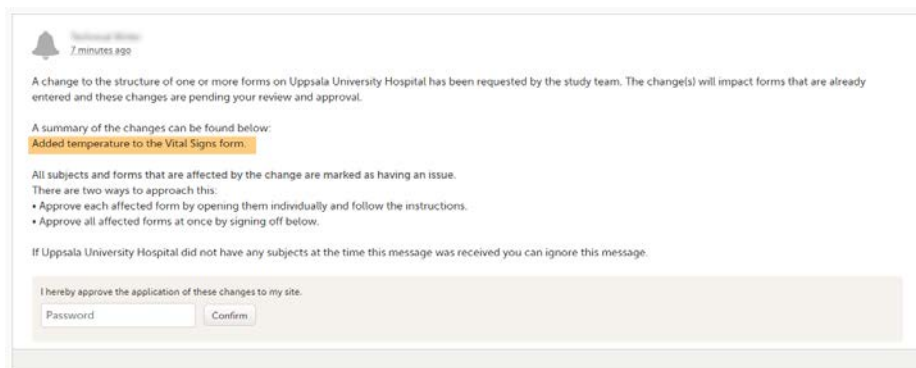 7 minutes ago
A change to the structure of one or more forms on Uppsala University Hospital has been requested by the study team. The change(s) will impact forms that are already
entered and these changes are pending your review and approval.
A summary of the changes can be found below:
Added temperature to the Vital Signs form.
All subjects and forms that are affected by the change are marked as having an issue.
There are two ways to approach this:
• Approve each affected form by opening them individually and follow the instructions.
• Approve all affected forms at once by signing off below.
If Uppsala University Hospital did not have any subjects at the time this message was received you can ignore this message.
I hereby approve the application of these changes to my site.
Password Confirm